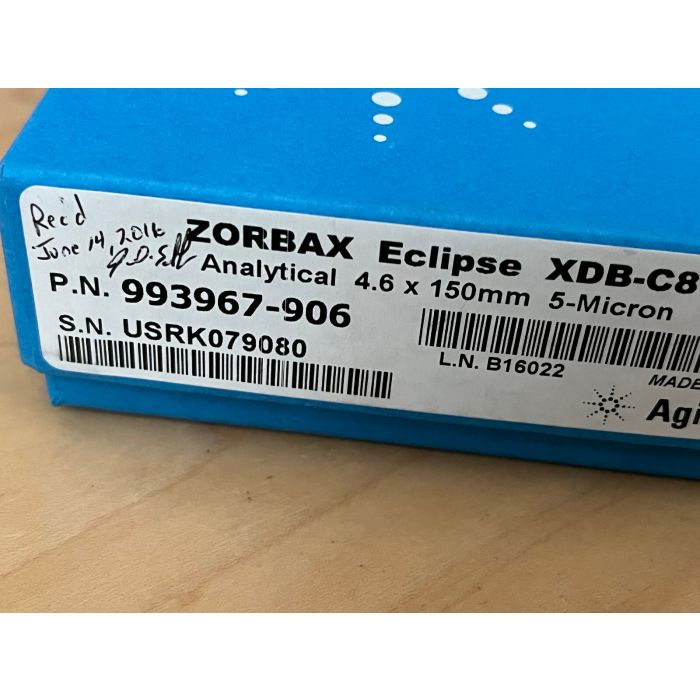 Rec'd
June 14, 2016
ZORBAX Eclipse XDB-C8
Analytical 4.6 x 150mm 5-Micron
P.N. 993967-906
S.N. USRK079080
L.N. B16022
MADE
Agi